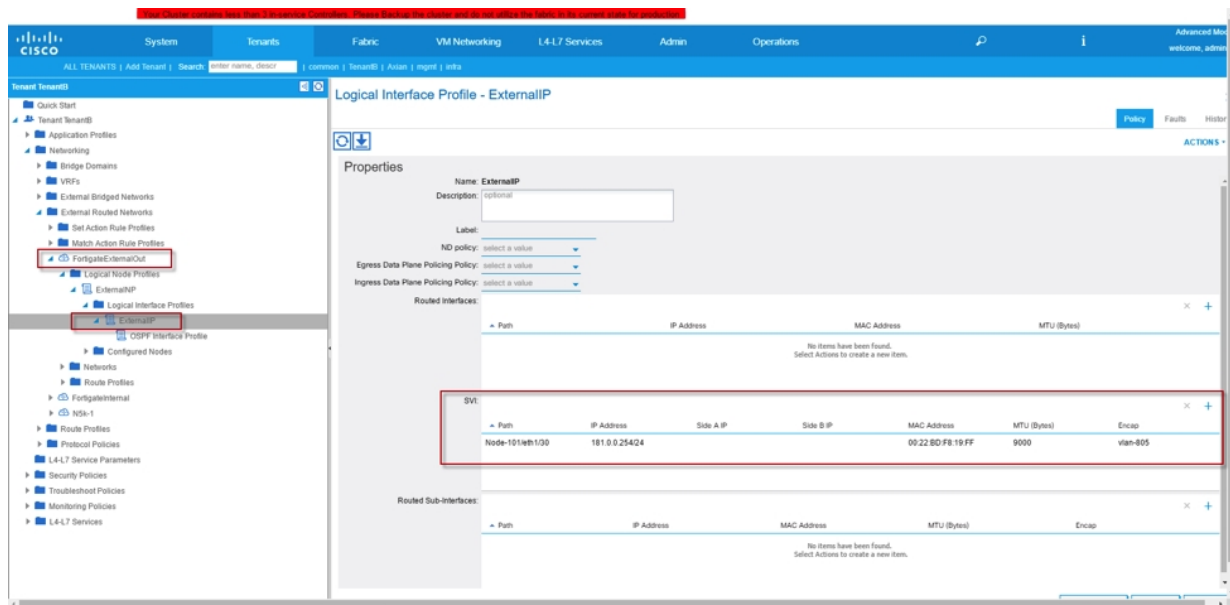 Your Cluster contains less than 3 in-service Controllers. Please Backup the cluster and do not utilize the fabric in its current state for production
CISCO System Tenants Fabric VM Networking L4-L7 Services Admin Operations i Advanced Mod
welcome, admin
ALL TENANTS | Add Tenant | Search: enter name, descr | common | TenantB | Avian | mgmt | infra
Tenant TenantB
Quick Start
Tenant TenantB
Application Profiles
Networking
Bridge Domains
VRFs
External Bridged Networks
External Routed Networks
Set Action Rule Profiles
Match Action Rule Profiles
FortigateExternalOut
Logical Node Profiles
ExternalNP
Logical Interface Profiles
ExternalIP
OSPF Interface Profile
Configured Nodes
Networks
Route Profiles
FortigateInternal
N5k-1
Route Profiles
Protocol Policies
L4-L7 Service Parameters
Security Policies
Troubleshoot Policies
Monitoring Policies
L4-L7 Services
Logical Interface Profile - ExternalIP
Policy Faults Histor
ACTIONS
Properties
Name: ExternalIP
Description: optional
Label:
ND policy: select a value
Egress Data Plane Policing Policy: select a value
Ingress Data Plane Policing Policy: select a value
Routed Interfaces:
Path IP Address MAC Address MTU (Bytes)
No items have been found.
Select Actions to create a new item.
SVI:
Path IP Address Side A IP Side B IP MAC Address MTU (Bytes) Encap
Node-101/eth1/30 181.0.0.254/24 00:22:BD:F8:19:FF 9000 vlan-805
Routed Sub-Interfaces:
Path IP Address MAC Address MTU (Bytes) Encap
No items have been found.
Select Actions to create a new item.